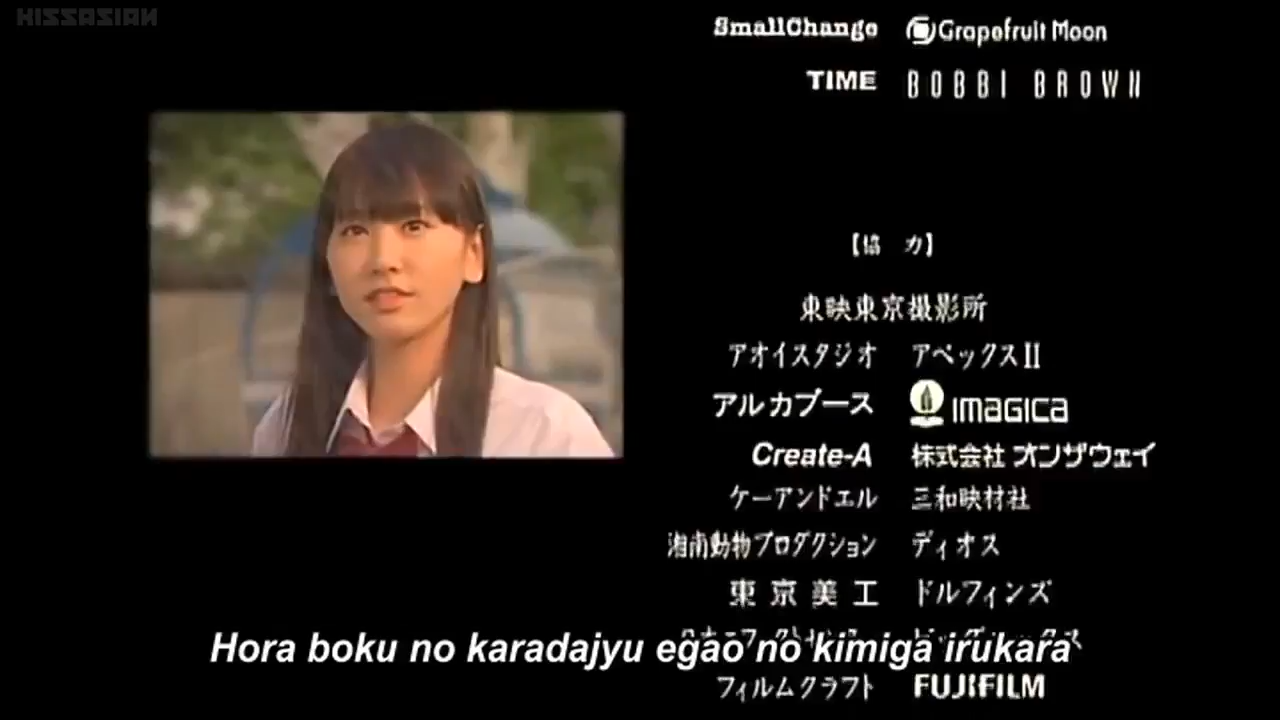 HISSASIAN
SmallChange Grapefruit Moon
TIME BOBBI BROWN
【協 力】
東映東京撮影所
アオイスタジオ アペックスⅡ
アルカブース IMAGICA
Create-A 株式会社 オンザウェイ
ケーアンドエル 三和映材社
湘南動物プロダクション ディオス
東京美工 ドルフィンズ
Hora boku no karadajyu egao no kimiga irukara
フィルムクラフト FUJIFILM